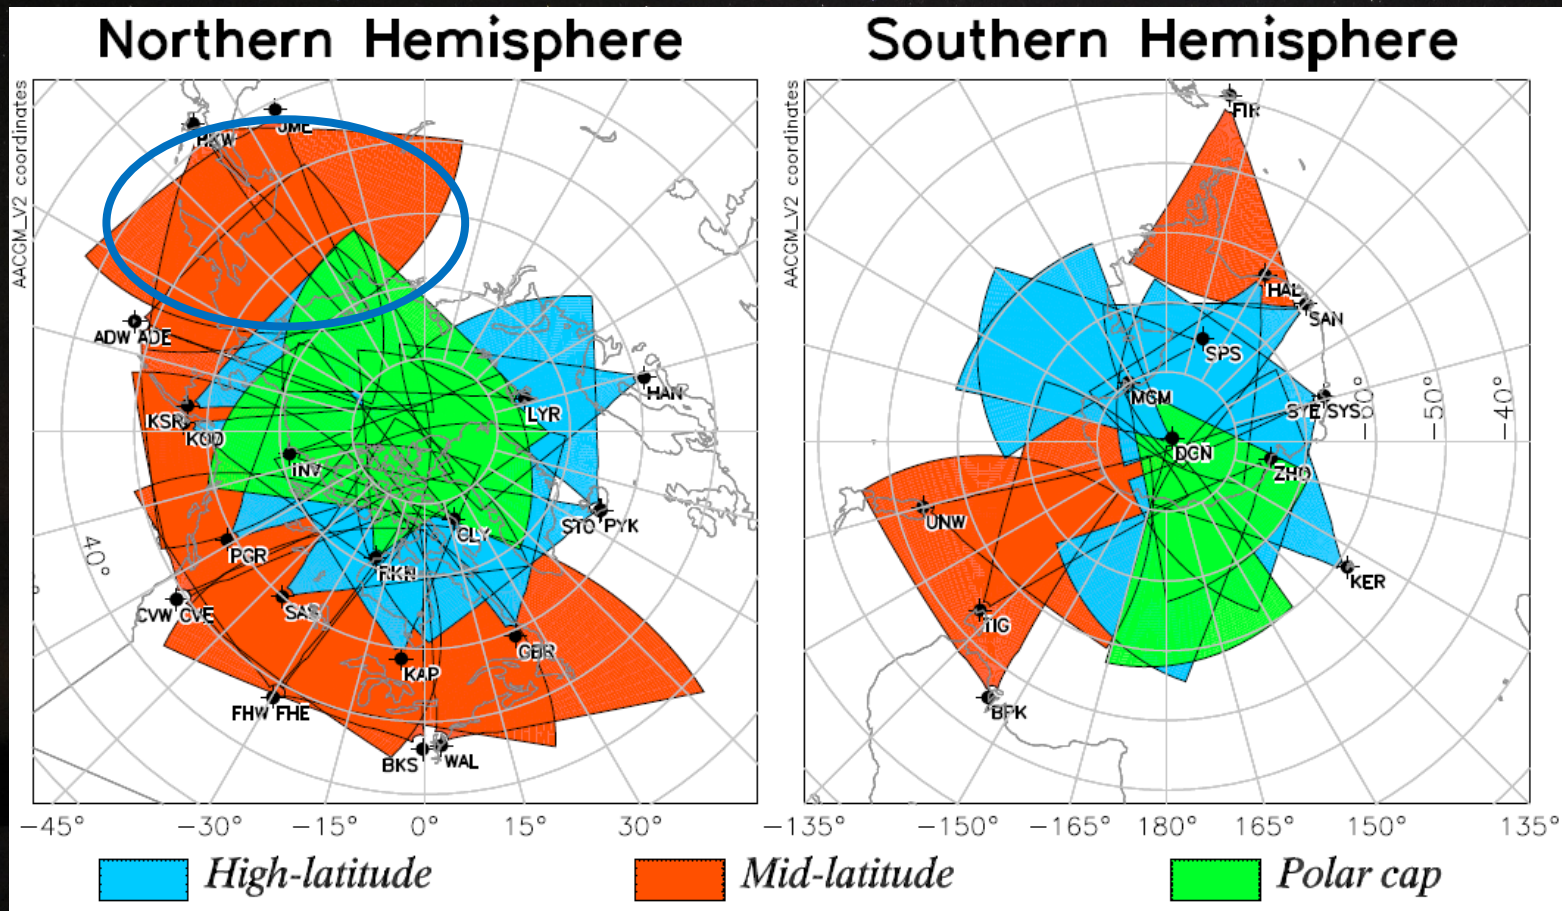 Northern Hemisphere
Southern Hemisphere
AACGM_V2 coordinates
AACGM_V2 coordinates
HKW
JME
ADW ADE
KSR
KOD
INV
LYR
HAN
PGR
RKN
CLY
STO PYK
40°
CVW CVE
SAS
KAP
GBR
FHW FHE
BKS
WAL
FIR
HAL
SAN
SPS
MCM
SYE SYS
-60°
-50°
-40°
DCN
ZHO
UNW
KER
TIG
BPK
-45° -30° -15° 0° 15° 30°
-135° -150° -165° 180° 165° 150° 135°
High-latitude
Mid-latitude
Polar cap